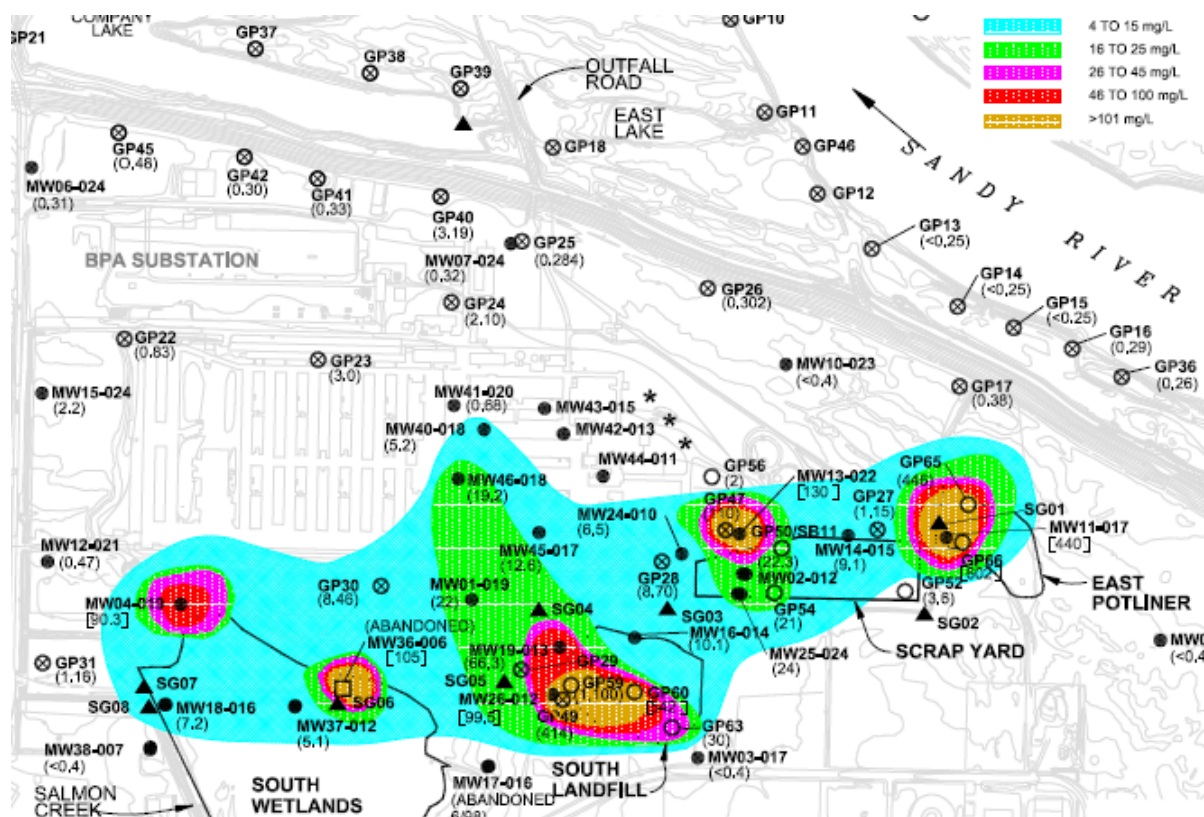 COMPANY
LAKE
GP21
GP37
GP38
GP39
OUTFALL
ROAD
EAST
LAKE
GP10
GP11
GP46
GP12
GP18
4 TO 15 mg/L
16 TO 25 mg/L
26 TO 45 mg/L
46 TO 100 mg/L
>101 mg/L
SANDY RIVER
GP45
(0.48)
MW06-024
(0.31)
GP42
(0.30)
GP41
(0.33)
GP40
(3.19)
MW07-024
(0.32)
GP25
(0.284)
BPA SUBSTATION
GP24
(2.10)
GP26
(0.302)
GP13
(<0.25)
GP14
(<0.25)
GP15
(<0.25)
GP16
(0.29)
GP36
(0.26)
GP22
(0.83)
GP23
(3.0)
MW10-023
(<0.4)
GP17
(0.38)
MW15-024
(2.2)
MW41-020
(0.68)
MW43-015
* * *
MW40-018
(5.2)
MW42-013
MW44-011
MW46-018
(19.2)
GP56
(2)
MW13-022
[130]
GP47
GP65
(446)
GP27
(1.15)
SG01
MW24-010
(6.5)
GP50/SB11
(22.3)
MW14-015
(9.1)
MW11-017
[440]
MW45-017
(12.6)
MW12-021
(0.47)
GP30
(8.46)
MW01-019
(22)
GP28
(8.70)
MW02-012
GP66
GP52
(3.6)
EAST
POTLINER
MW04-013
[90.3]
(ABANDONED)
MW36-006
[105]
SG04
SG03
GP54
(21)
SG02
SCRAP YARD
MW16-014
(10.1)
MW25-024
(24)
GP31
(1.16)
MW19-013
(66.3)
GP29
SG07
SG08
MW18-016
(7.2)
SG06
SG05
GP59
(1,100)
GP60
MW26-012
MW37-012
(5.1)
GP49
(414)
GP63
(30)
MW38-007
(<0.4)
MW03-017
(<0.4)
SALMON
CREEK
SOUTH
WETLANDS
MW17-016
(ABANDONED
6/98)
SOUTH
LANDFILL